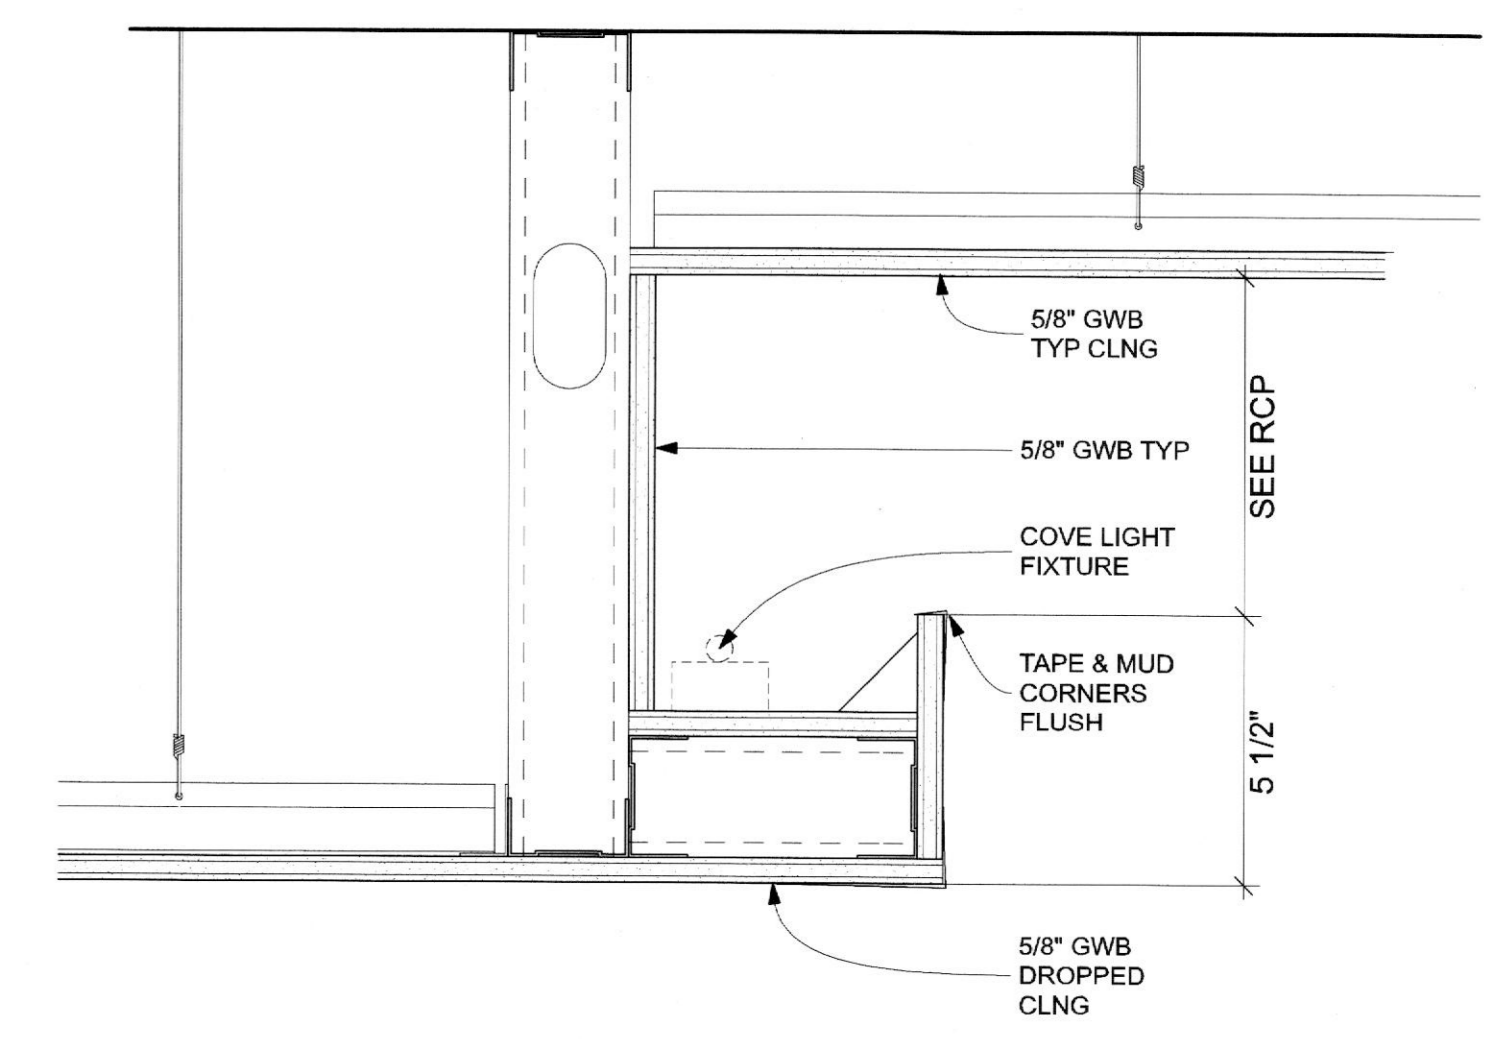 5/8" GWB
TYP CLNG
SEE RCP
5/8" GWB TYP
COVE LIGHT
FIXTURE
TAPE & MUD
CORNERS
FLUSH
5 1/2"
5/8" GWB
DROPPED
CLNG